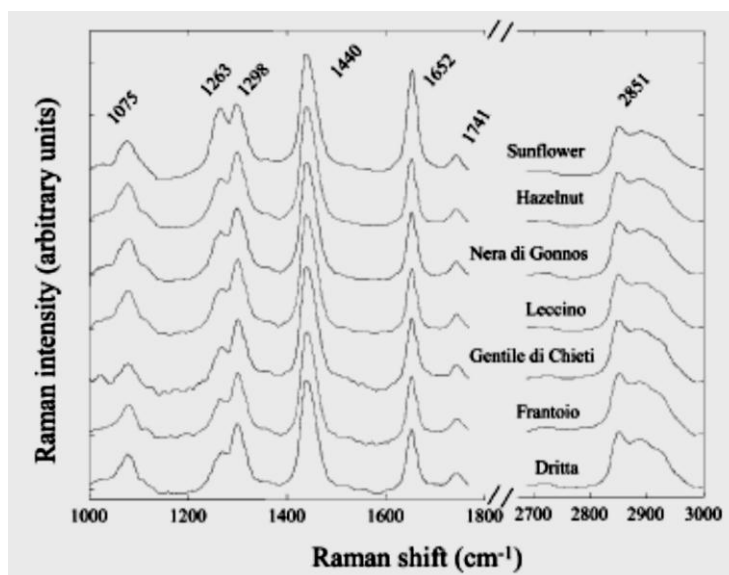 1075
1263
1298
1440
1652
1741
2851
Sunflower
Hazelnut
Nera di Gonnos
Leccino
Gentile di Chieti
Frantoio
Dritta
Raman intensity (arbitrary units)
1000 1200 1400 1600 1800 2700 2800 2900 3000
Raman shift (cm⁻¹)